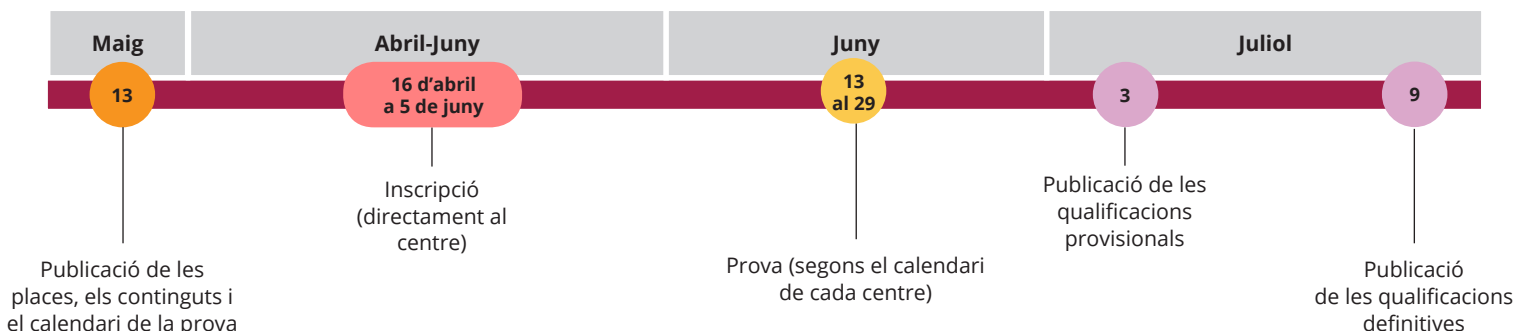 Maig
Abril-Juny
Juny
Juliol
13
16 d'abril
a 5 de juny
13
al 29
3
9
Inscripció
(directament al
centre)
Publicació de les
qualificacions
provisionals
Prova (segons el calendari
de cada centre)
Publicació de les
places, els continguts i
el calendari de la prova
Publicació
de les qualificacions
definitives